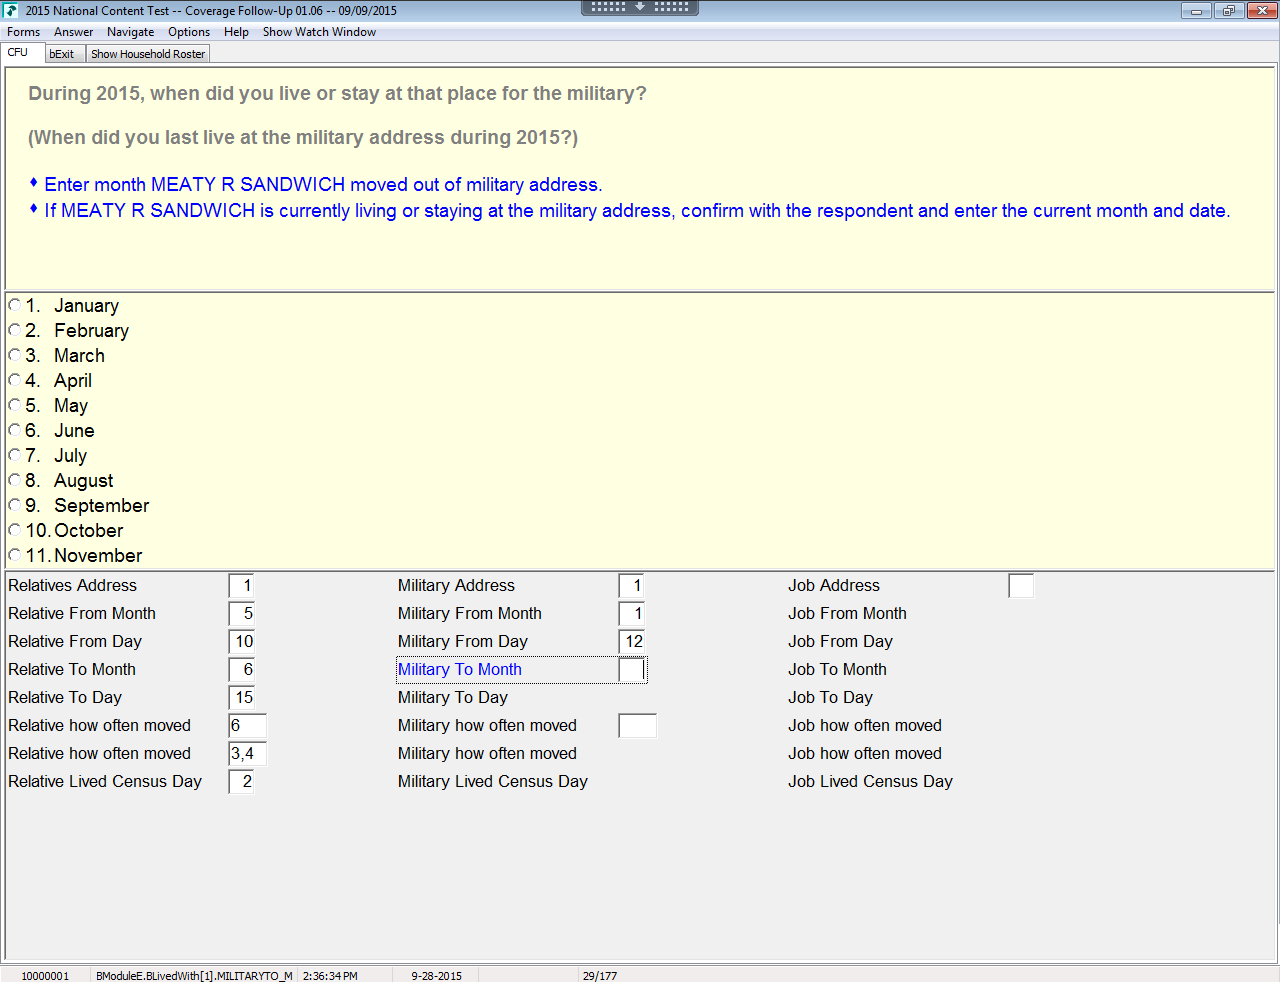 2015 National Content Test -- Coverage Follow-Up 01.06 -- 09/09/2015
Forms Answer Navigate Options Help Show Watch Window
CFU bExit Show Household Roster
During 2015, when did you live or stay at that place for the military?
(When did you last live at the military address during 2015?)
♦ Enter month MEATY R SANDWICH moved out of military address.
♦ If MEATY R SANDWICH is currently living or staying at the military address, confirm with the respondent and enter the current month and date.
1. January
2. February
3. March
4. April
5. May
6. June
7. July
8. August
9. September
10. October
11. November
Relatives Address 1 Military Address 1 Job Address
Relative From Month 5 Military From Month 1 Job From Month
Relative From Day 10 Military From Day 12 Job From Day
Relative To Month 6 Military To Month Job To Month
Relative To Day 15 Military To Day Job To Day
Relative how often moved 6 Military how often moved Job how often moved
Relative how often moved 3,4 Military how often moved Job how often moved
Relative Lived Census Day 2 Military Lived Census Day Job Lived Census Day
10000001 BModuleE.BLivedWith[1].MILITARYTO_M 2:36:34 PM 9-28-2015 29/177